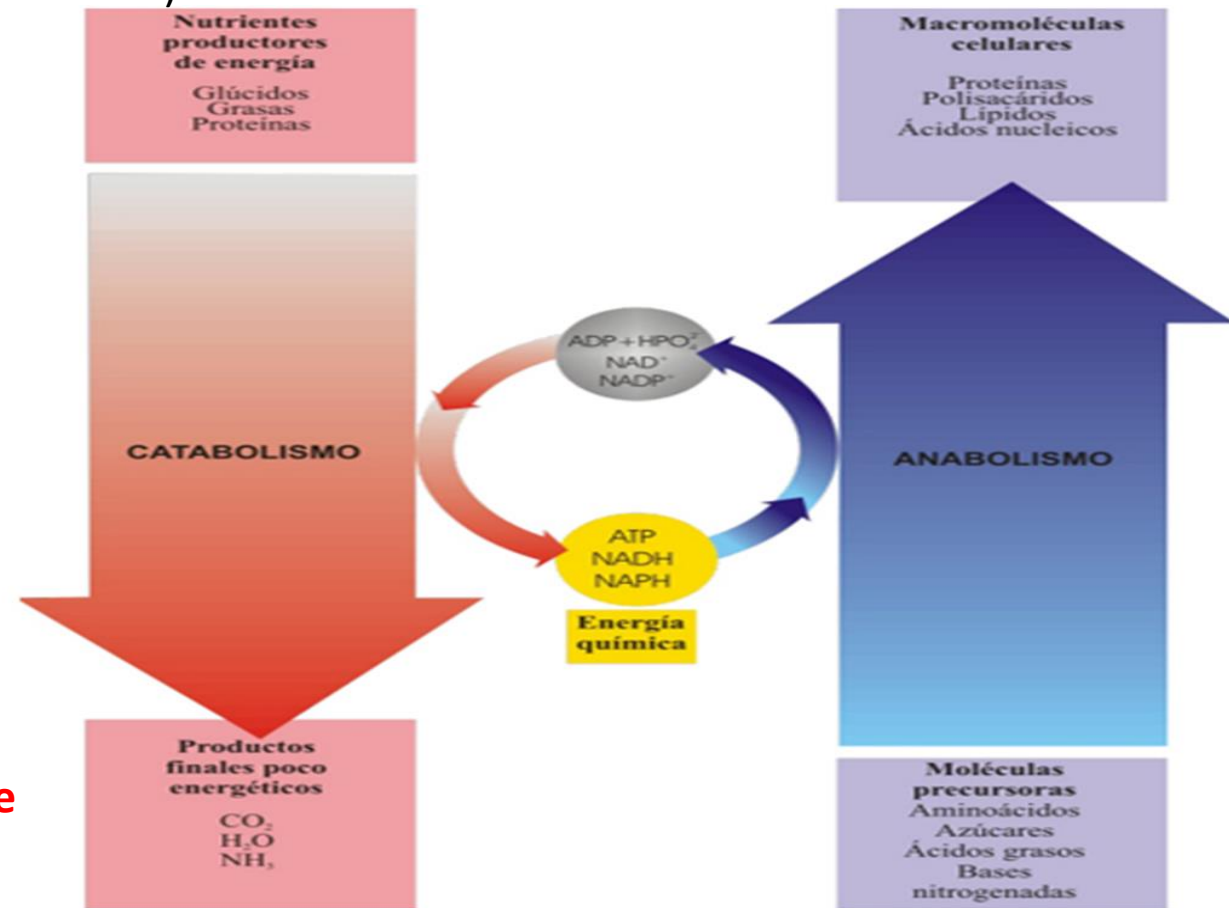 )
Nutrientes
productores
de energía
Glúcidos
Grasas
Proteínas
CATABOLISMO
Productos
finales poco
energéticos
CO₂
H₂O
NH₃
e
ADP+HPO₄²⁻
NAD⁺
NADP⁻
ATP
NADH
NAPH
Energía
química
Macromoléculas
celulares
Proteínas
Polisacáridos
Lípidos
Ácidos nucleicos
ANABOLISMO
Moléculas
precursoras
Aminoácidos
Azúcares
Ácidos grasos
Bases
nitrogenadas